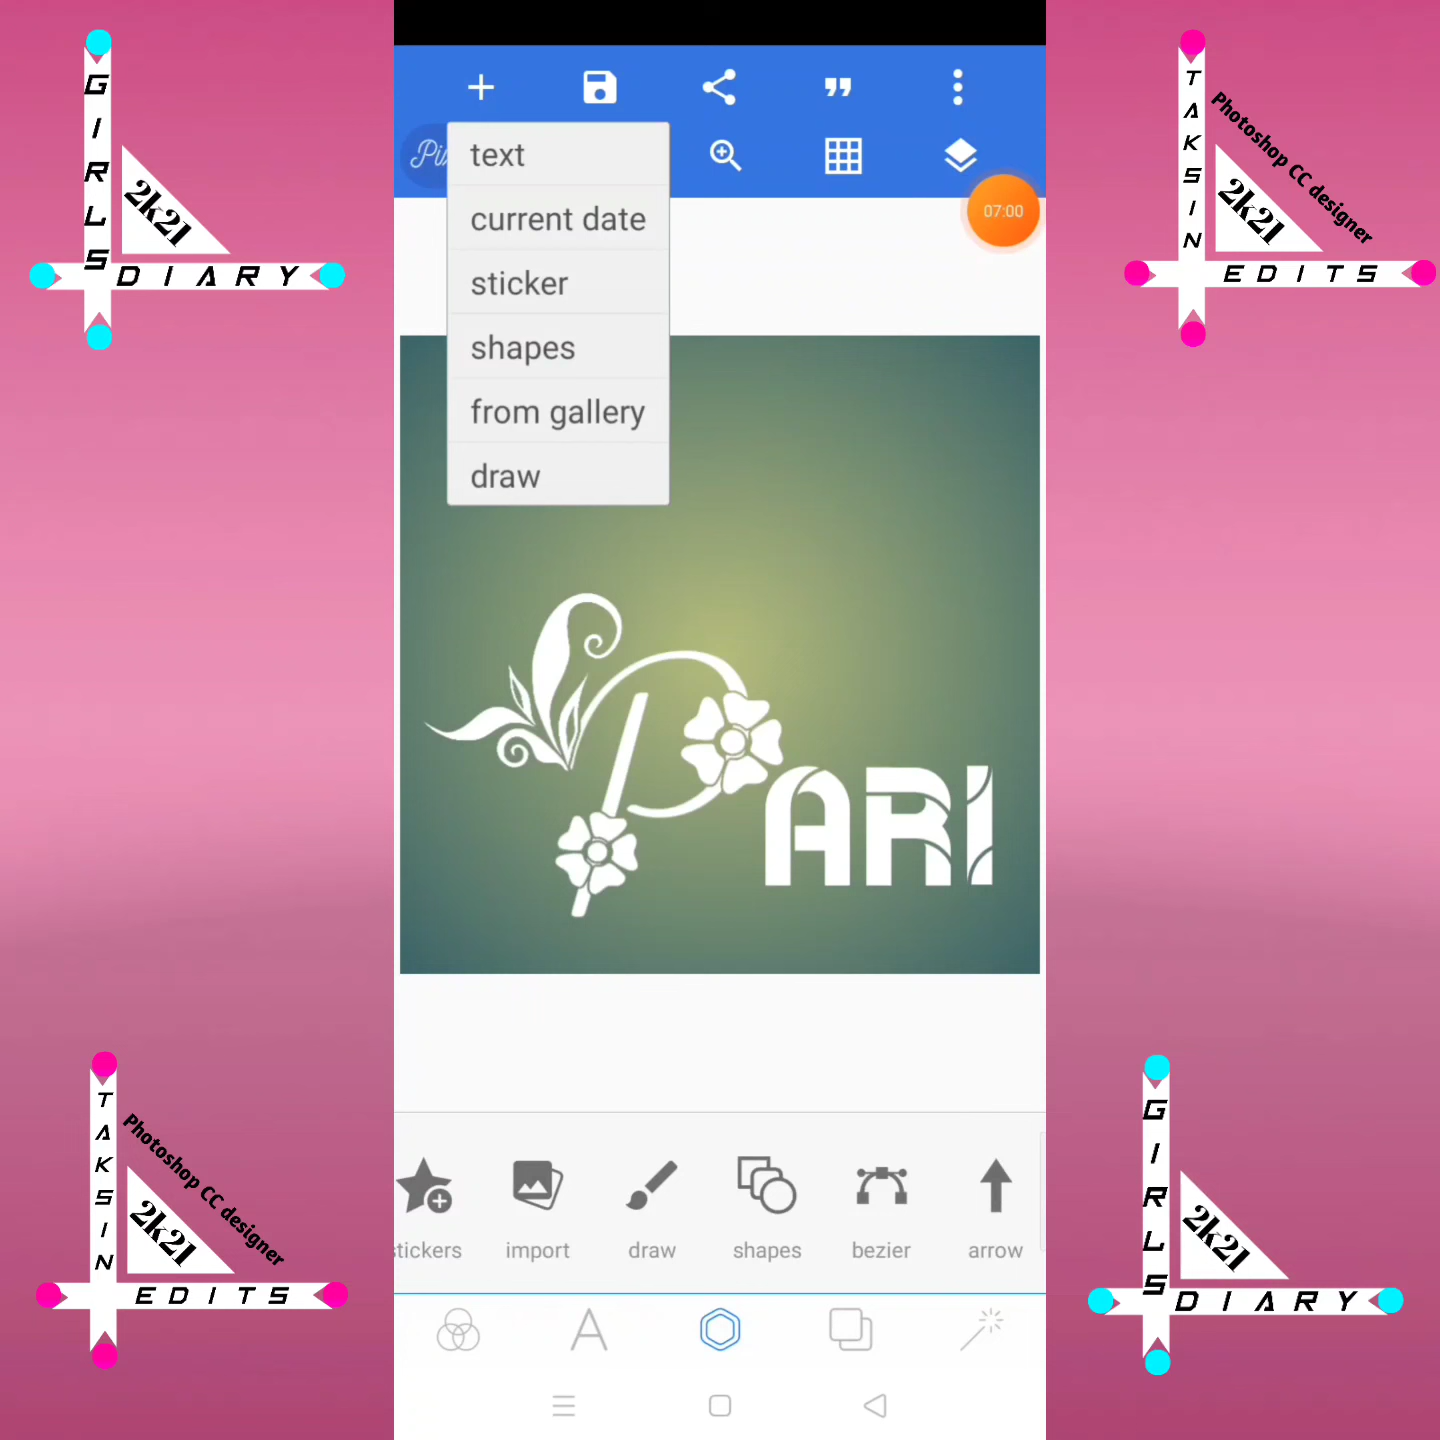 GIRLS
2k21
DIARY
TAKSIN
Photoshop CC designer
2k21
EDITS
07:00
text
current date
sticker
shapes
from gallery
draw
PARI
stickers
import
draw
shapes
bezier
arrow
TAKSIN
Photoshop CC designer
2k21
EDITS
GIRLS
2k21
DIARY